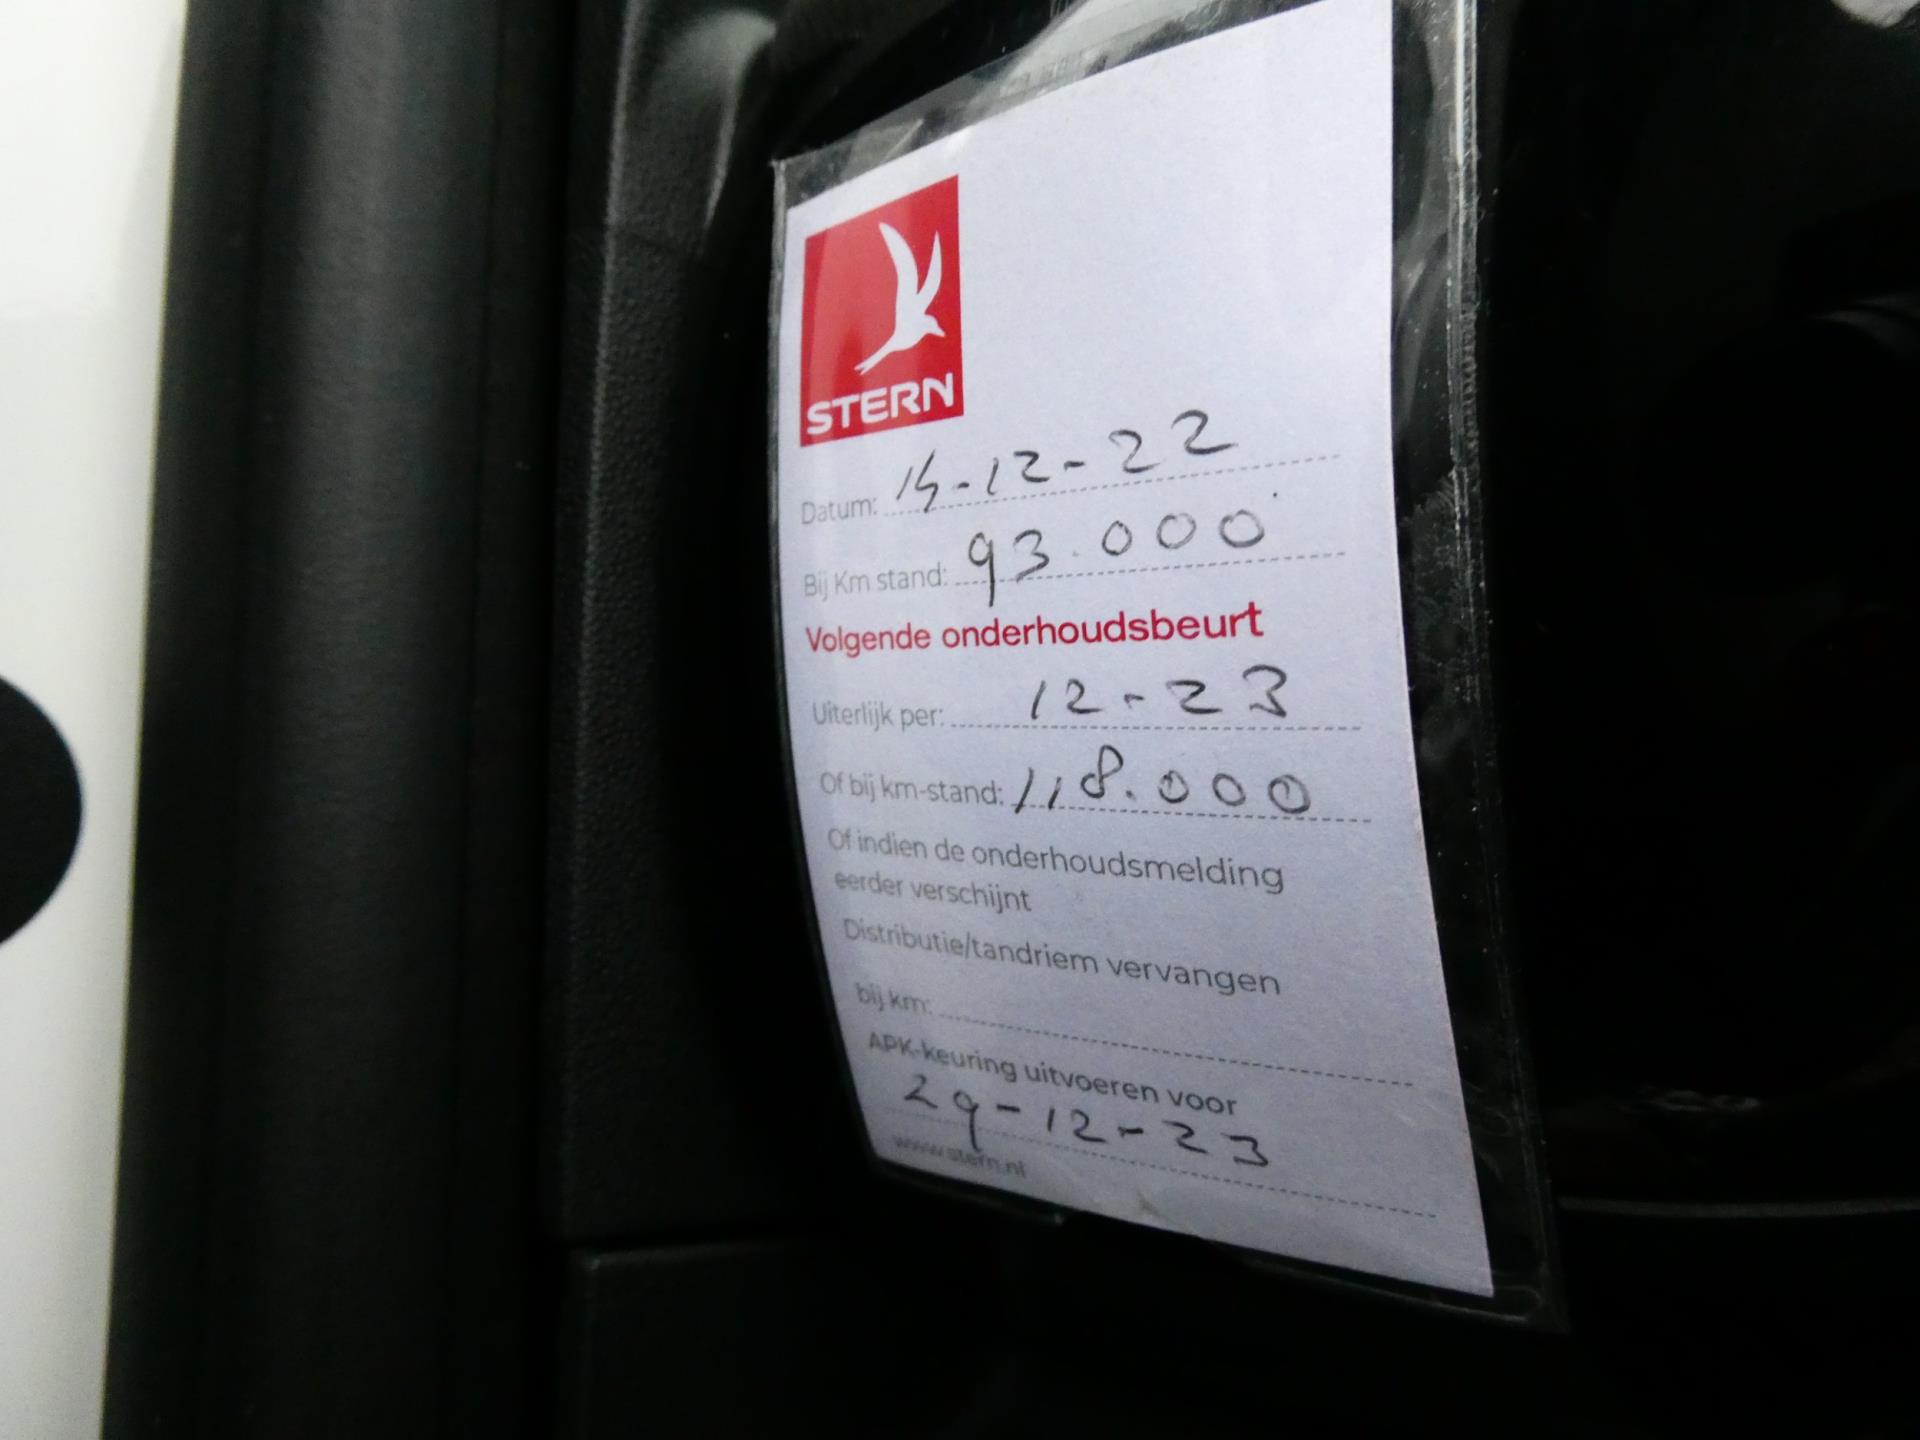 STERN
Datum: 14-12-22
Bij Km stand: 93.000
Volgende onderhoudsbeurt
Uiterlijk per: 12-23
Of bij km-stand: 118.000
Of indien de onderhoudsmelding
eerder verschijnt
Distributie/tandriem vervangen
bij km:
APK-keuring uitvoeren voor
29-12-23
www.stern.nl